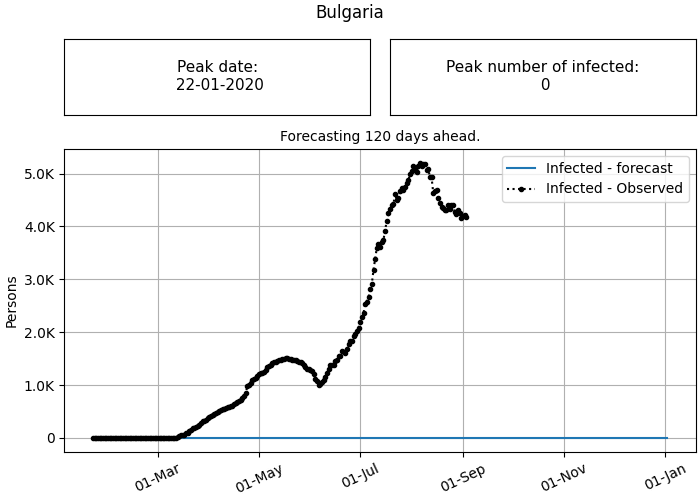 Bulgaria
Peak date:
22-01-2020
Peak number of infected:
0
Forecasting 120 days ahead.
Infected - forecast
Infected - Observed
Persons
5.0K
4.0K
3.0K
2.0K
1.0K
0
01-Mar
01-May
01-Jul
01-Sep
01-Nov
01-Jan